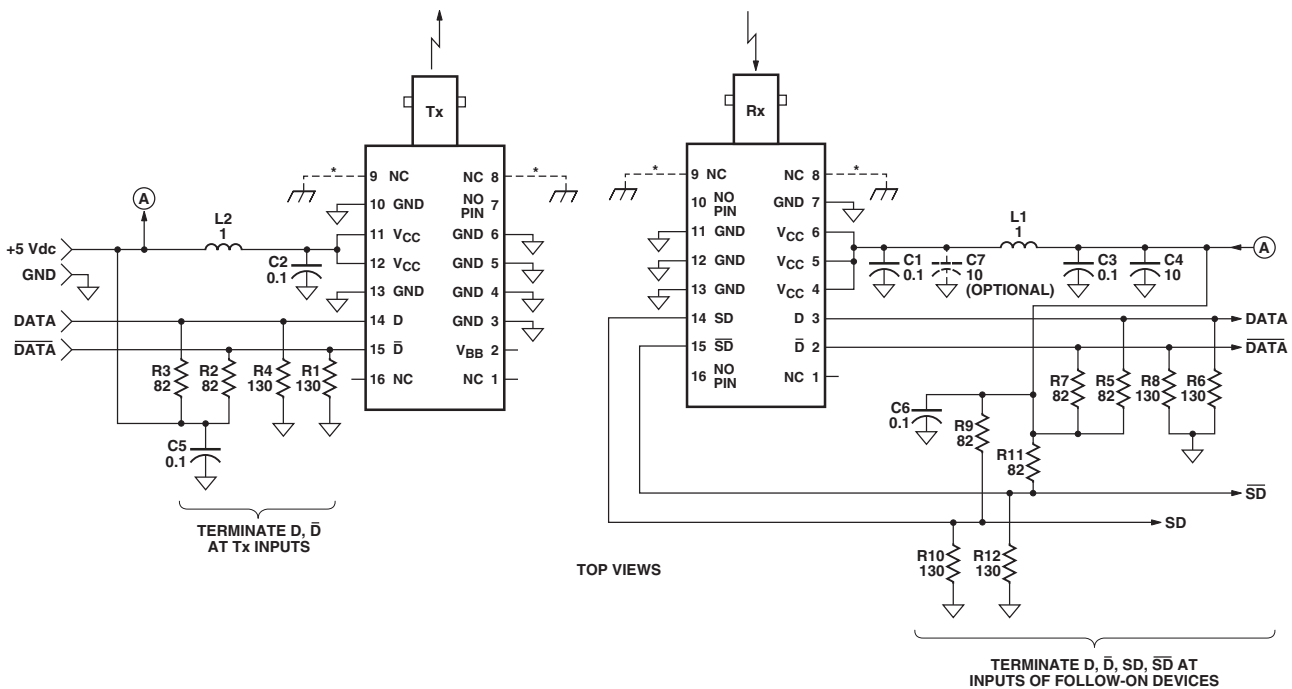 Tx
Rx
*
9 NC
NC 8
*
*
9 NC
NC 8
*
A
10 GND
NO PIN 7
10 NO PIN
GND 7
L2
1
+5 Vdc
11 VCC
GND 6
11 GND
VCC 6
L1
1
A
C2
0.1
12 VCC
GND 5
12 GND
VCC 5
C1
0.1
C7
10
(OPTIONAL)
C3
0.1
C4
10
GND
13 GND
GND 4
13 GND
VCC 4
DATA
14 D
GND 3
14 SD
D 3
DATA
D̅A̅T̅A̅
15 D̅
VBB 2
15 S̅D̅
D̅ 2
D̅A̅T̅A̅
R3
82
R2
82
R4
130
R1
130
16 NC
NC 1
16 NO PIN
NC 1
R7
82
R5
82
R8
130
R6
130
C6
0.1
R9
82
R11
82
C5
0.1
S̅D̅
SD
TERMINATE D, D̅
AT Tx INPUTS
R10
130
R12
130
TOP VIEWS
TERMINATE D, D̅, SD, S̅D̅ AT
INPUTS OF FOLLOW-ON DEVICES